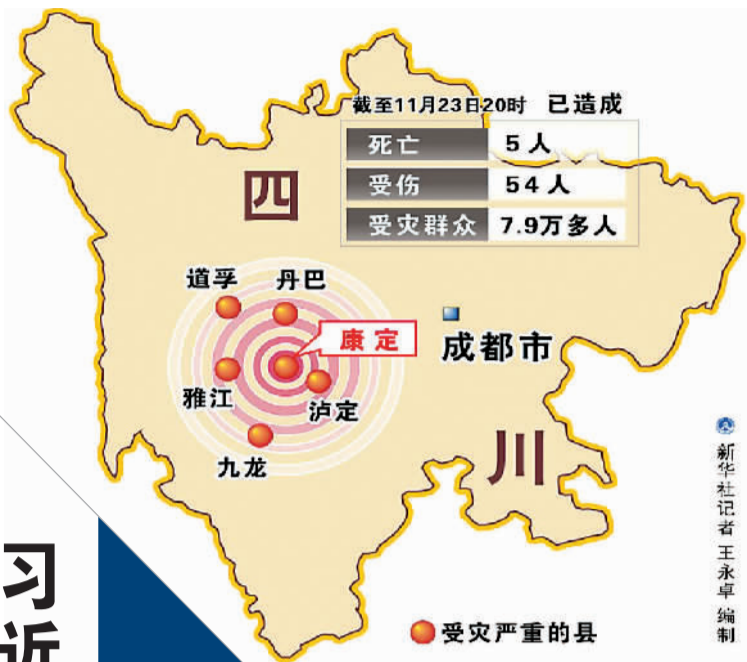 截至11月23日20时 已造成
死亡 5人
受伤 54人
受灾群众 7.9万多人
四
道孚 丹巴
康定
成都市
雅江
泸定
九龙
川
受灾严重的县
新华社记者 王永卓 编制
习近